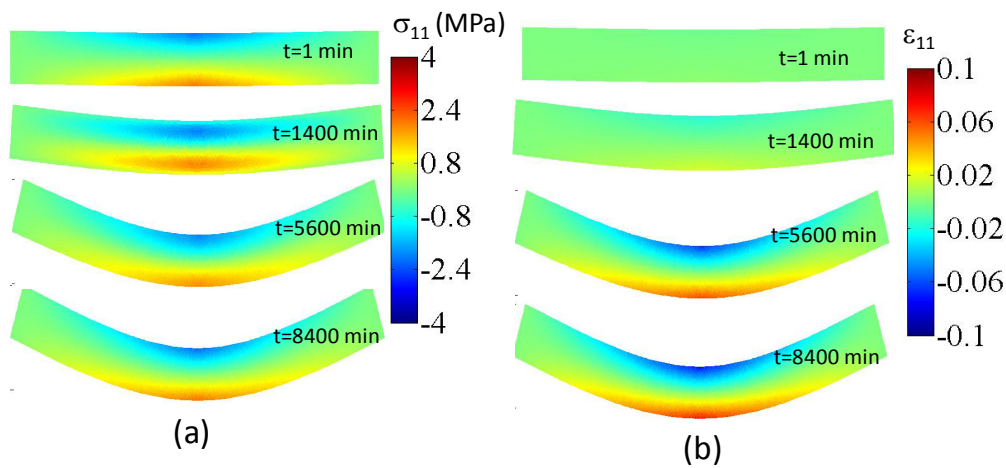 σ11 (MPa)
4
2.4
0.8
-0.8
-2.4
-4
t=1 min
t=1400 min
t=5600 min
t=8400 min
(a)
ε11
0.1
0.06
0.02
-0.02
-0.06
-0.1
t=1 min
t=1400 min
t=5600 min
t=8400 min
(b)